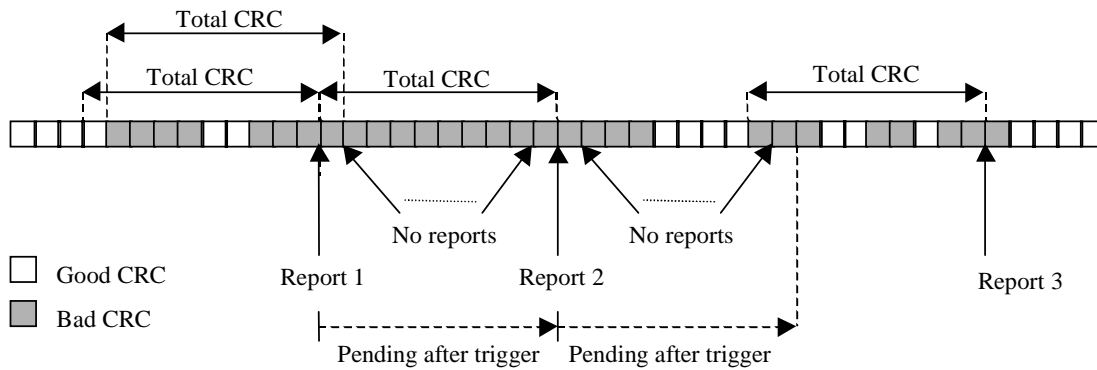 Total CRC
Total CRC
Total CRC
Total CRC
No reports
No reports
Good CRC
Bad CRC
Report 1
Report 2
Report 3
Pending after trigger
Pending after trigger